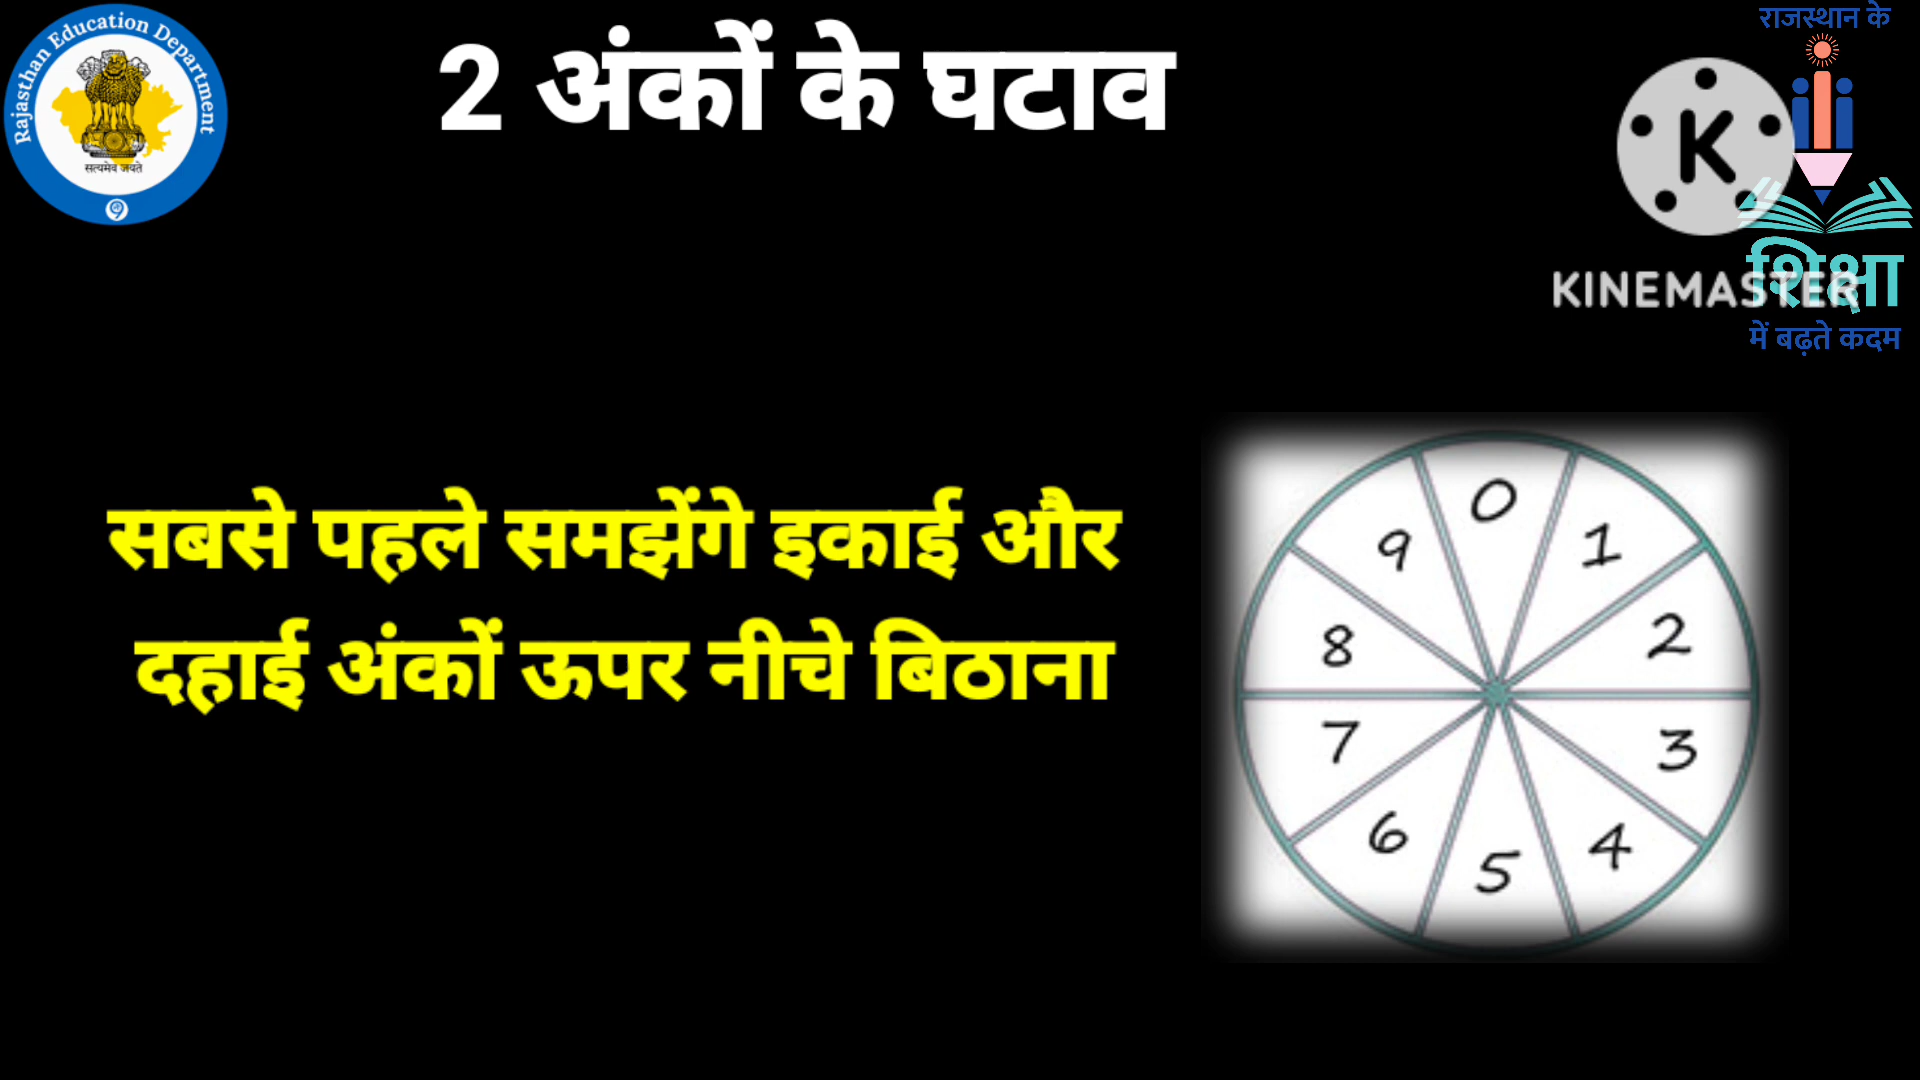 Rajasthan Education Department
सत्यमेव जयते
2 अंकों के घटाव
राजस्थान के
K
KINEMASTER
शिक्षा
में बढ़ते कदम
सबसे पहले समझेंगे इकाई और
दहाई अंकों ऊपर नीचे बिठाना
0
1
2
3
4
5
6
7
8
9